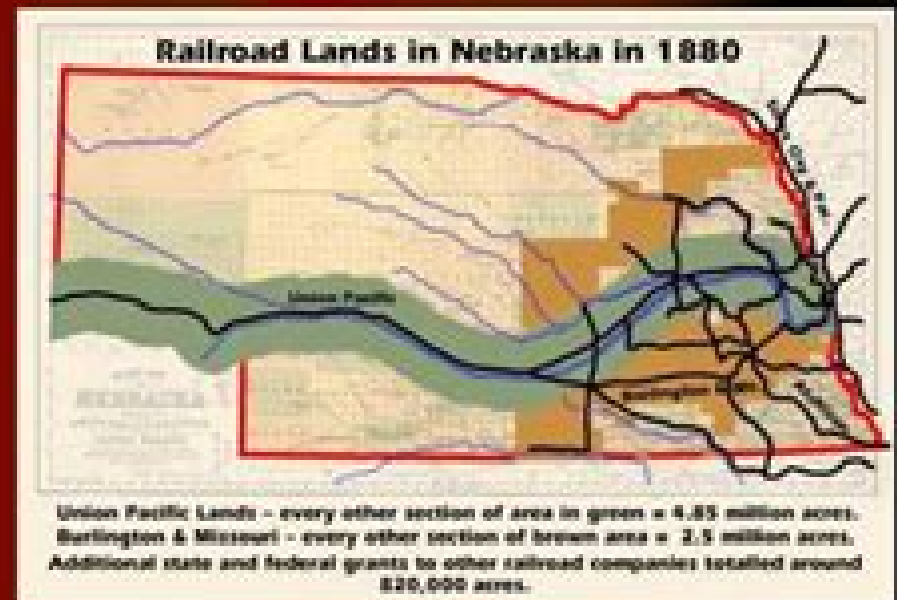 Railroad Lands in Nebraska in 1880
Union Pacific
Burlington
NEBRASKA
Union Pacific Lands – every other section of area in green = 4.85 million acres.
Burlington & Missouri – every other section of brown area = 2.5 million acres.
Additional state and federal grants to other railroad companies totalled around
820,000 acres.